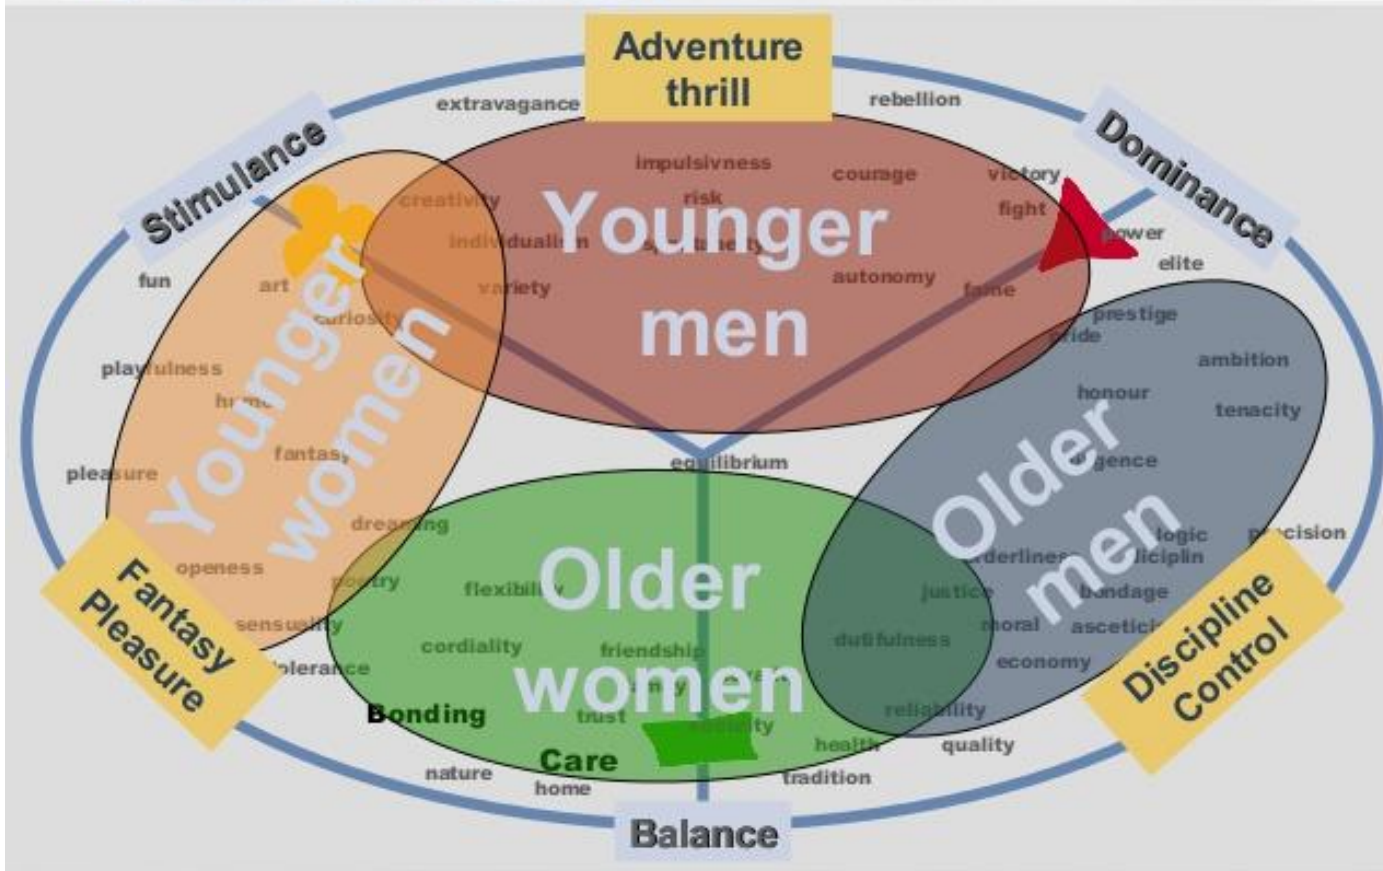 Adventure
thrill
extravagance
rebellion
Stimulance
Dominance
impulsivness
courage
victory
creativity
risk
fight
Younger
men
individualism
power
elite
fun
art
variety
autonomy
fame
curiosity
prestige
Younger
women
playfulness
ambition
honour
tenacity
fantasy
pleasure
equilibrium
Older
men
dreaming
logic
precision
diciplin
openess
poetry
flexibility
Older
women
justice
bondage
sensuality
cordiality
friendship
dutifulness
moral
economy
Fantasy
Pleasure
Discipline
Control
Bonding
trust
reliability
health
quality
Care
nature
home
tradition
Balance